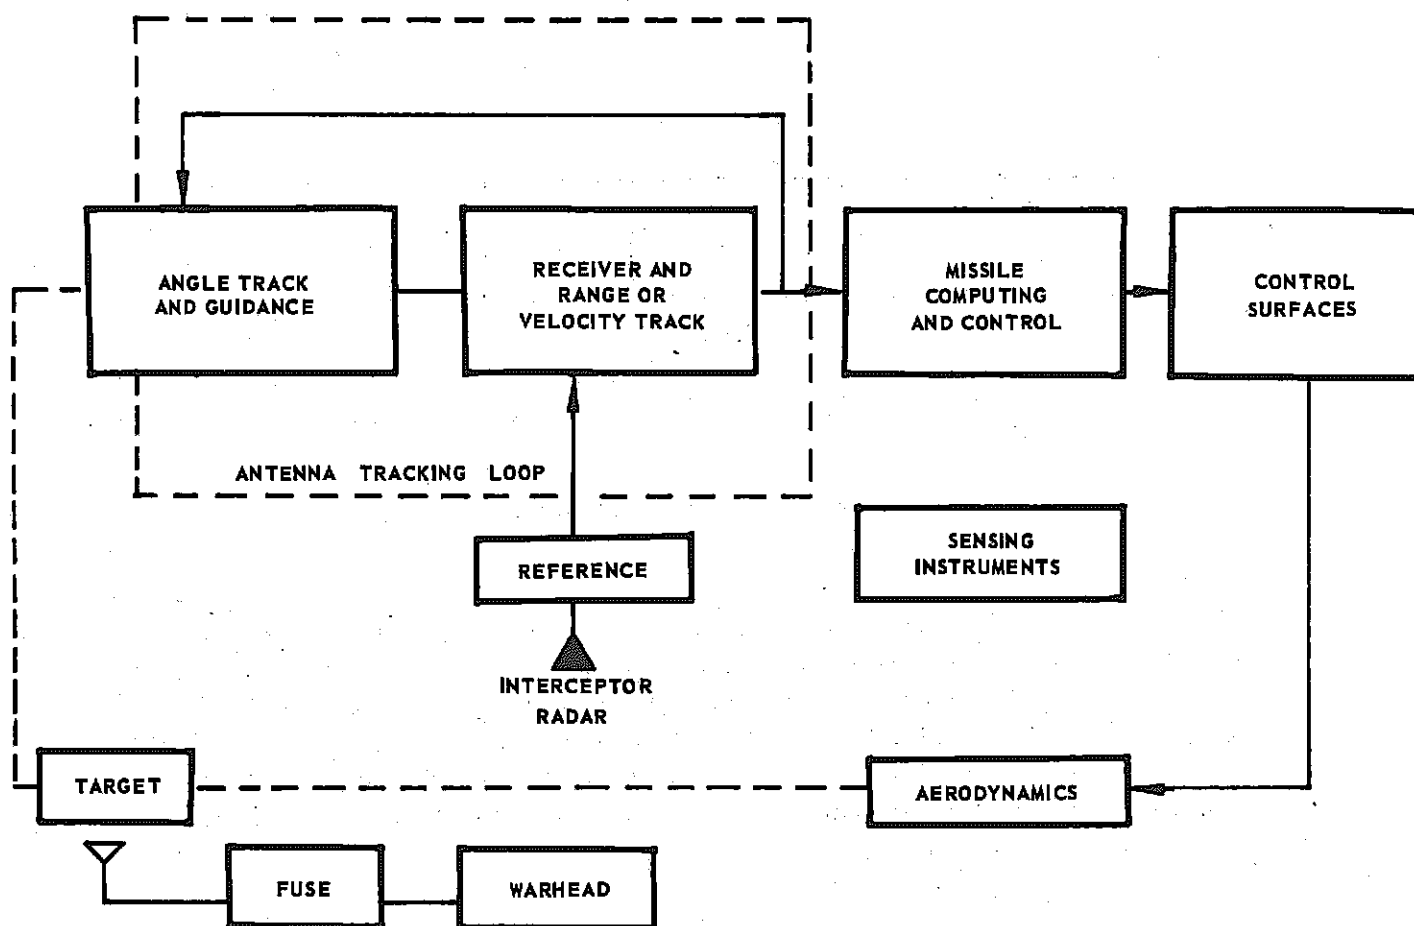 ANGLE TRACK
AND GUIDANCE
RECEIVER AND
RANGE OR
VELOCITY TRACK
MISSILE
COMPUTING
AND CONTROL
CONTROL
SURFACES
ANTENNA TRACKING LOOP
REFERENCE
SENSING
INSTRUMENTS
INTERCEPTOR
RADAR
TARGET
AERODYNAMICS
FUSE
WARHEAD